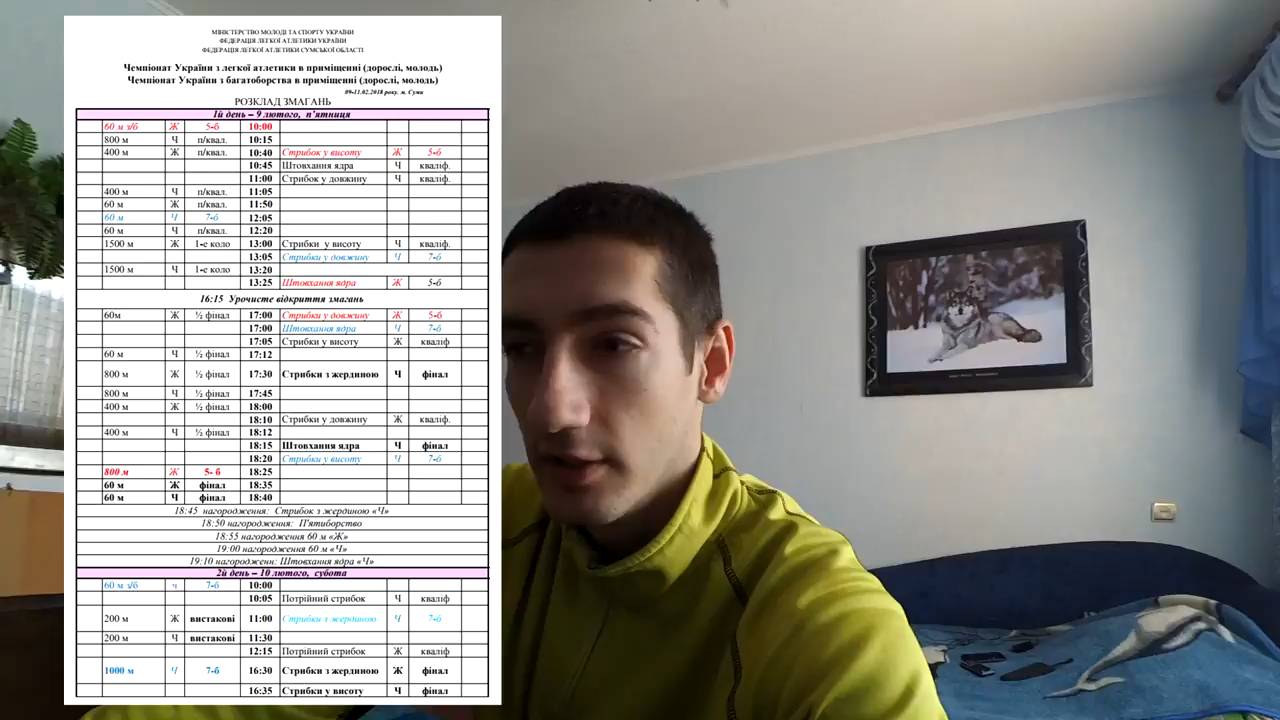 МІНІСТЕРСТВО МОЛОДІ ТА СПОРТУ УКРАЇНИ
ФЕДЕРАЦІЯ ЛЕГКОЇ АТЛЕТИКИ УКРАЇНИ
ФЕДЕРАЦІЯ ЛЕГКОЇ АТЛЕТИКИ СУМСЬКОЇ ОБЛАСТІ
Чемпіонат України з легкої атлетики в приміщенні (дорослі, молодь)
Чемпіонат України з багатоборства в приміщенні (дорослі, молодь)
09-11.02.2018 року. м. Суми
РОЗКЛАД ЗМАГАНЬ
1й день – 9 лютого, п'ятниця
60 м з/б Ж 5-б 10:00
800 м Ч п/квал. 10:15
400 м Ж п/квал. 10:40 Стрибок у висоту Ж 5-б
10:45 Штовхання ядра Ч кваліф.
11:00 Стрибок у довжину Ч кваліф.
400 м Ч п/квал. 11:05
60 м Ж п/квал. 11:50
60 м Ч 7-б 12:05
60 м Ч п/квал. 12:20
1500 м Ж 1-е коло 13:00 Стрибки у висоту Ч кваліф.
13:05 Стрибки у довжину Ч 7-б
1500 м Ч 1-е коло 13:20
13:25 Штовхання ядра Ж 5-б
16:15 Урочисте відкриття змагань
60м Ж ½ фінал 17:00 Стрибки у довжину Ж 5-б
17:00 Штовхання ядра Ч 7-б
17:05 Стрибки у висоту Ж кваліф
60 м Ч ½ фінал 17:12
800 м Ж ½ фінал 17:30 Стрибки з жердиною Ч фінал
800 м Ч ½ фінал 17:45
400 м Ж ½ фінал 18:00
18:10 Стрибки у довжину Ж кваліф.
400 м Ч ½ фінал 18:12
18:15 Штовхання ядра Ч фінал
18:20 Стрибки у висоту Ч 7-б
800 м Ж 5- б 18:25
60 м Ж фінал 18:35
60 м Ч фінал 18:40
18:45 нагородження: Стрибок з жердиною «Ч»
18:50 нагородження: П'ятиборство
18:55 нагородження 60 м «Ж»
19:00 нагородження 60 м «Ч»
19:10 нагороджені: Штовхання ядра «Ч»
2й день – 10 лютого, субота
60 м з/б ч 7-б 10:00
10:05 Потрійний стрибок Ч кваліф
200 м Ж вистакові 11:00 Стрибки з жердиною Ч 7-б
200 м Ч вистакові 11:30
12:15 Потрійний стрибок Ж кваліф
1000 м Ч 7-б 16:30 Стрибки з жердиною Ж фінал
16:35 Стрибки у висоту Ч фінал